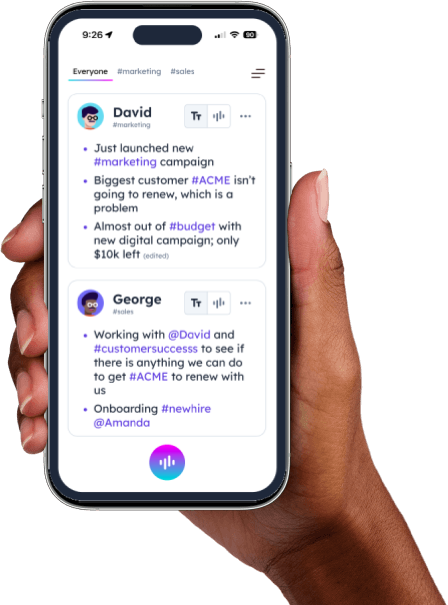 9:26 90
Everyone #marketing #sales
David
#marketing
TT
• Just launched new
#marketing campaign
• Biggest customer #ACME isn't
going to renew, which is a
problem
• Almost out of #budget with
new digital campaign; only
$10k left (edited)
George
#sales
TT
• Working with @David and
#customersuccesss to see if
there is anything we can do
to get #ACME to renew with
us
• Onboarding #newhire
@Amanda